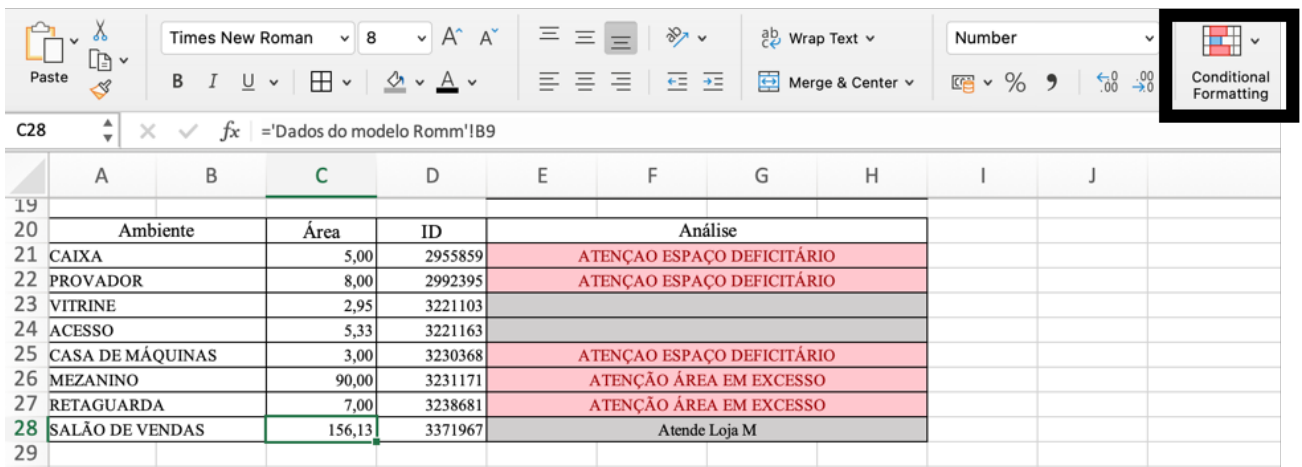 Times New Roman 8 A^ A˅ ab Wrap Text Number
Paste B I U A Merge & Center % 9 .00 .00 Conditional
Formatting
C28 fx ='Dados do modelo Romm'!B9
A B C D E F G H I J
19
20 Ambiente Área ID Análise
21 CAIXA 5,00 2955859 ATENÇAO ESPAÇO DEFICITÁRIO
22 PROVADOR 8,00 2992395 ATENÇAO ESPAÇO DEFICITÁRIO
23 VITRINE 2,95 3221103
24 ACESSO 5,33 3221163
25 CASA DE MÁQUINAS 3,00 3230368 ATENÇAO ESPAÇO DEFICITÁRIO
26 MEZANINO 90,00 3231171 ATENÇÃO ÁREA EM EXCESSO
27 RETAGUARDA 7,00 3238681 ATENÇÃO ÁREA EM EXCESSO
28 SALÃO DE VENDAS 156,13 3371967 Atende Loja M
29